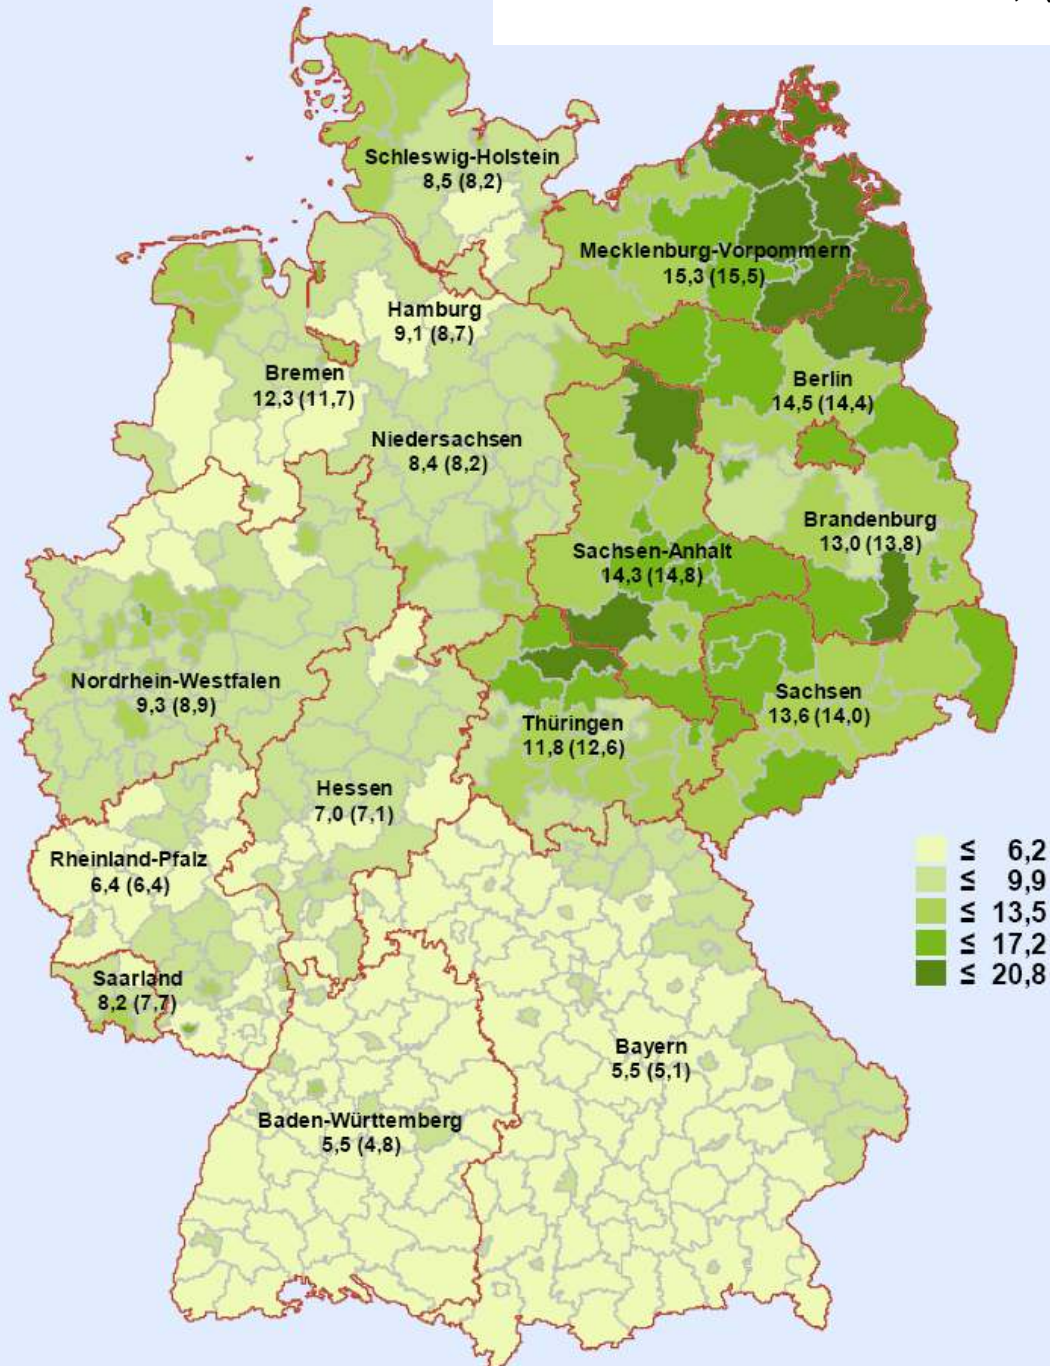 Schleswig-Holstein
8,5 (8,2)
Mecklenburg-Vorpommern
15,3 (15,5)
Hamburg
9,1 (8,7)
Bremen
12,3 (11,7)
Berlin
14,5 (14,4)
Niedersachsen
8,4 (8,2)
Brandenburg
13,0 (13,8)
Sachsen-Anhalt
14,3 (14,8)
Nordrhein-Westfalen
9,3 (8,9)
Sachsen
13,6 (14,0)
Thüringen
11,8 (12,6)
Hessen
7,0 (7,1)
Rheinland-Pfalz
6,4 (6,4)
≤ 6,2
≤ 9,9
≤ 13,5
≤ 17,2
≤ 20,8
Saarland
8,2 (7,7)
Bayern
5,5 (5,1)
Baden-Württemberg
5,5 (4,8)